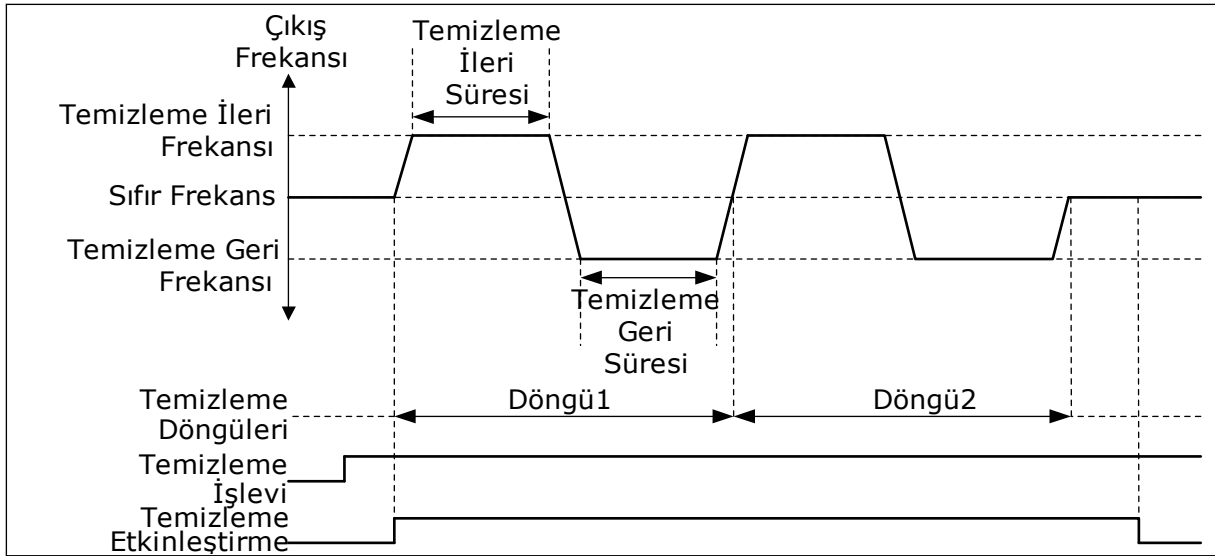 Çıkış
Frekansı
Temizleme
İleri
Süresi
Temizleme İleri
Frekansı
Sıfır Frekans
Temizleme Geri
Frekansı
Temizleme
Geri
Süresi
Temizleme
Döngüleri
Döngü1
Döngü2
Temizleme
İşlevi
Temizleme
Etkinleştirme